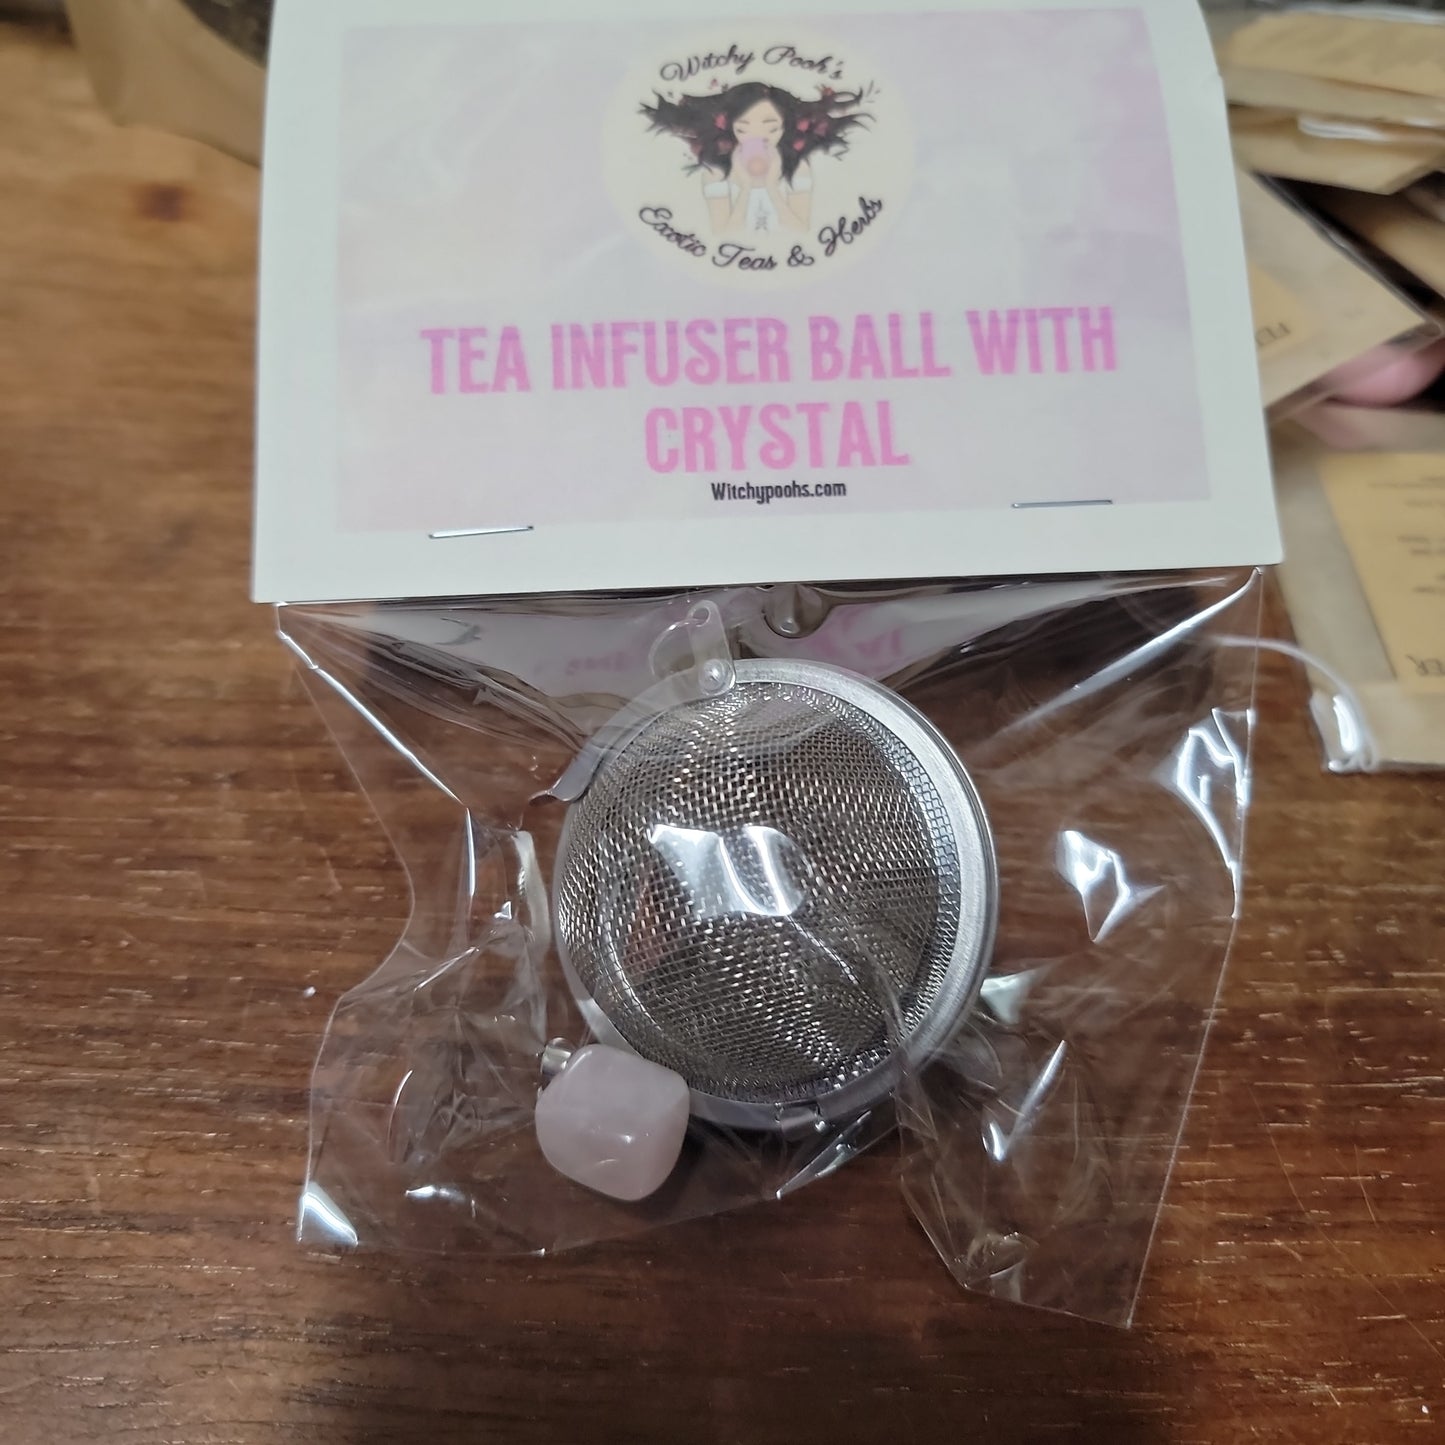 Witchy Pooh's
Exotic Teas & Herbs
TEA INFUSER BALL WITH
CRYSTAL
Witchypoohs.com